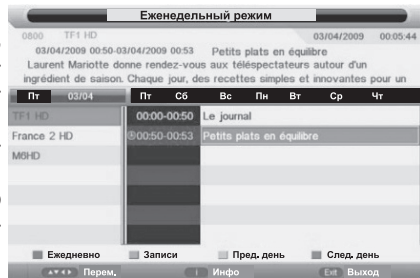 Еженедельный режим
0800 TF1 HD 03/04/2009 00:05:44
03/04/2009 00:50-03/04/2009 00:53 Petits plats en équilibre
Laurent Mariotte donne rendez-vous aux téléspectateurs autour d'un
ingrédient de saison. Chaque jour, des recettes simples et innovantes pour un
Пт 03/04 Пт Сб Вс Пн Вт Ср Чт
TF1 HD 00:00-00:50 Le journal
France 2 HD 00:50-00:53 Petits plats en équilibre
M6HD
Ежедневно Записи Пред. день След. день
Перем. i Инфо Exit Выход